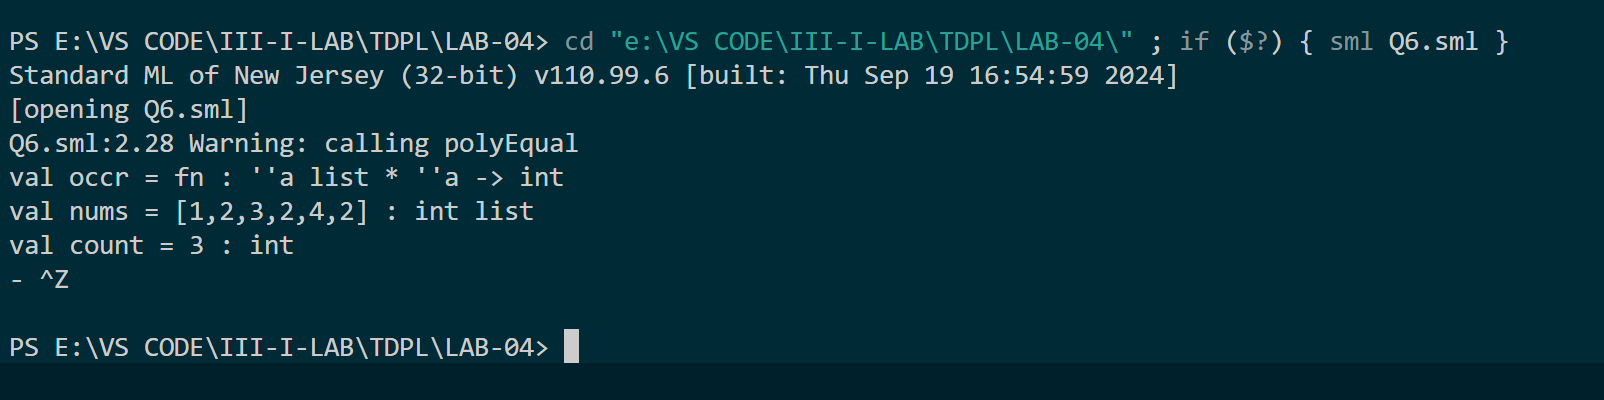 PS E:\VS CODE\III-I-LAB\TDPL\LAB-04> cd "e:\VS CODE\III-I-LAB\TDPL\LAB-04\" ; if ($?) { sml Q6.sml }
Standard ML of New Jersey (32-bit) v110.99.6 [built: Thu Sep 19 16:54:59 2024]
[opening Q6.sml]
Q6.sml:2.28 Warning: calling polyEqual
val occr = fn : ''a list * ''a -> int
val nums = [1,2,3,2,4,2] : int list
val count = 3 : int
- ^Z
PS E:\VS CODE\III-I-LAB\TDPL\LAB-04>